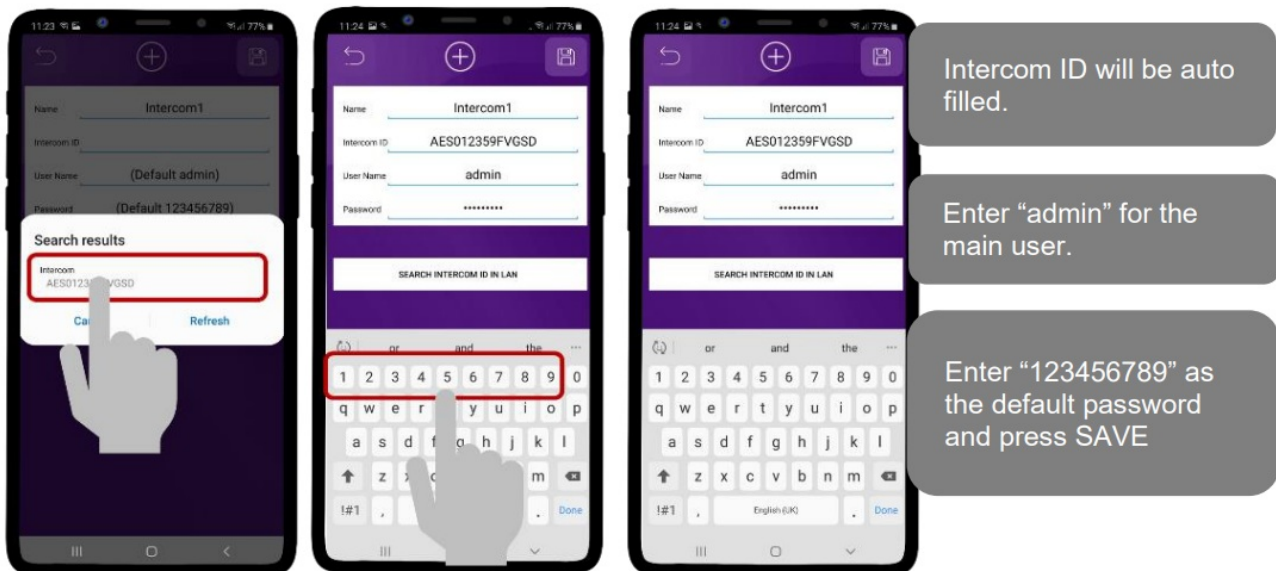 11:23 77%
Name Intercom1
Intercom ID
User Name (Default admin)
Password (Default 123456789)
Search results
Intercom
AES0123 VGSD
Refresh
11:24 77%
Name Intercom1
Intercom ID AES012359FVGSD
User Name admin
Password •••••••••
SEARCH INTERCOM ID IN LAN
or and the ...
1 2 3 4 5 6 7 8 9 0
q w e r y u i o p
a s d f g h j k l
z m
!#1 , . Done
11:24 77%
Name Intercom1
Intercom ID AES012359FVGSD
User Name admin
Password •••••••••
SEARCH INTERCOM ID IN LAN
or and the ...
1 2 3 4 5 6 7 8 9 0
q w e r t y u i o p
a s d f g h j k l
z x c v b n m
!#1 , English (UK) . Done
Intercom ID will be auto
filled.
Enter “admin” for the
main user.
Enter “123456789” as
the default password
and press SAVE